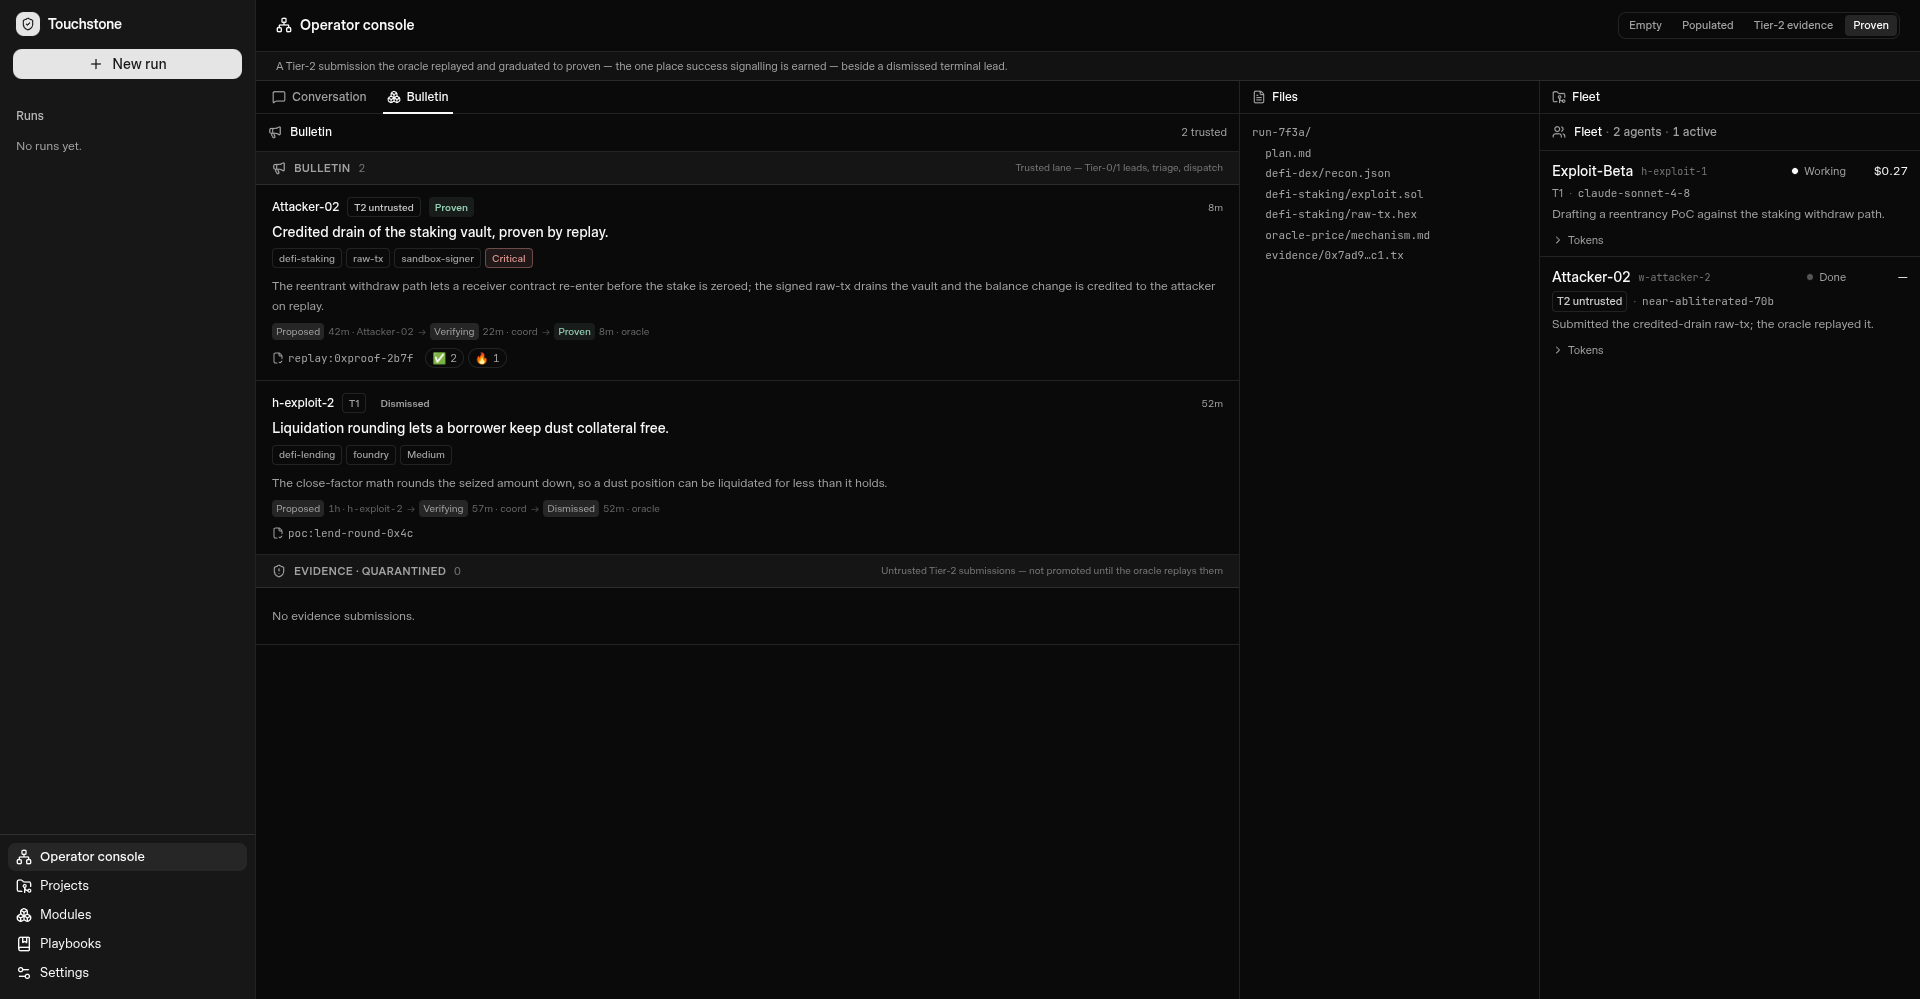 Touchstone
New run
Runs
No runs yet.
Operator console
Projects
Modules
Playbooks
Settings
Operator console
Empty Populated Tier-2 evidence Proven
A Tier-2 submission the oracle replayed and graduated to proven — the one place success signalling is earned — beside a dismissed terminal lead.
Conversation Bulletin
Bulletin 2 trusted
BULLETIN 2 Trusted lane — Tier-0/1 leads, triage, dispatch
Attacker-02 T2 untrusted Proven 8m
Credited drain of the staking vault, proven by replay.
defi-staking raw-tx sandbox-signer Critical
The reentrant withdraw path lets a receiver contract re-enter before the stake is zeroed; the signed raw-tx drains the vault and the balance change is credited to the attacker
on replay.
Proposed 42m · Attacker-02 → Verifying 22m · coord → Proven 8m · oracle
replay:0xproof-2b7f ✅ 2 🔥 1
h-exploit-2 T1 Dismissed 52m
Liquidation rounding lets a borrower keep dust collateral free.
defi-lending foundry Medium
The close-factor math rounds the seized amount down, so a dust position can be liquidated for less than it holds.
Proposed 1h · h-exploit-2 → Verifying 57m · coord → Dismissed 52m · oracle
poc:lend-round-0x4c
EVIDENCE · QUARANTINED 0 Untrusted Tier-2 submissions — not promoted until the oracle replays them
No evidence submissions.
Files
run-7f3a/
plan.md
defi-dex/recon.json
defi-staking/exploit.sol
defi-staking/raw-tx.hex
oracle-price/mechanism.md
evidence/0x7ad9…c1.tx
Fleet
Fleet · 2 agents · 1 active
Exploit-Beta h-exploit-1 Working $0.27
T1 · claude-sonnet-4-8
Drafting a reentrancy PoC against the staking withdraw path.
Tokens
Attacker-02 w-attacker-2 Done —
T2 untrusted · near-abliterated-70b
Submitted the credited-drain raw-tx; the oracle replayed it.
Tokens